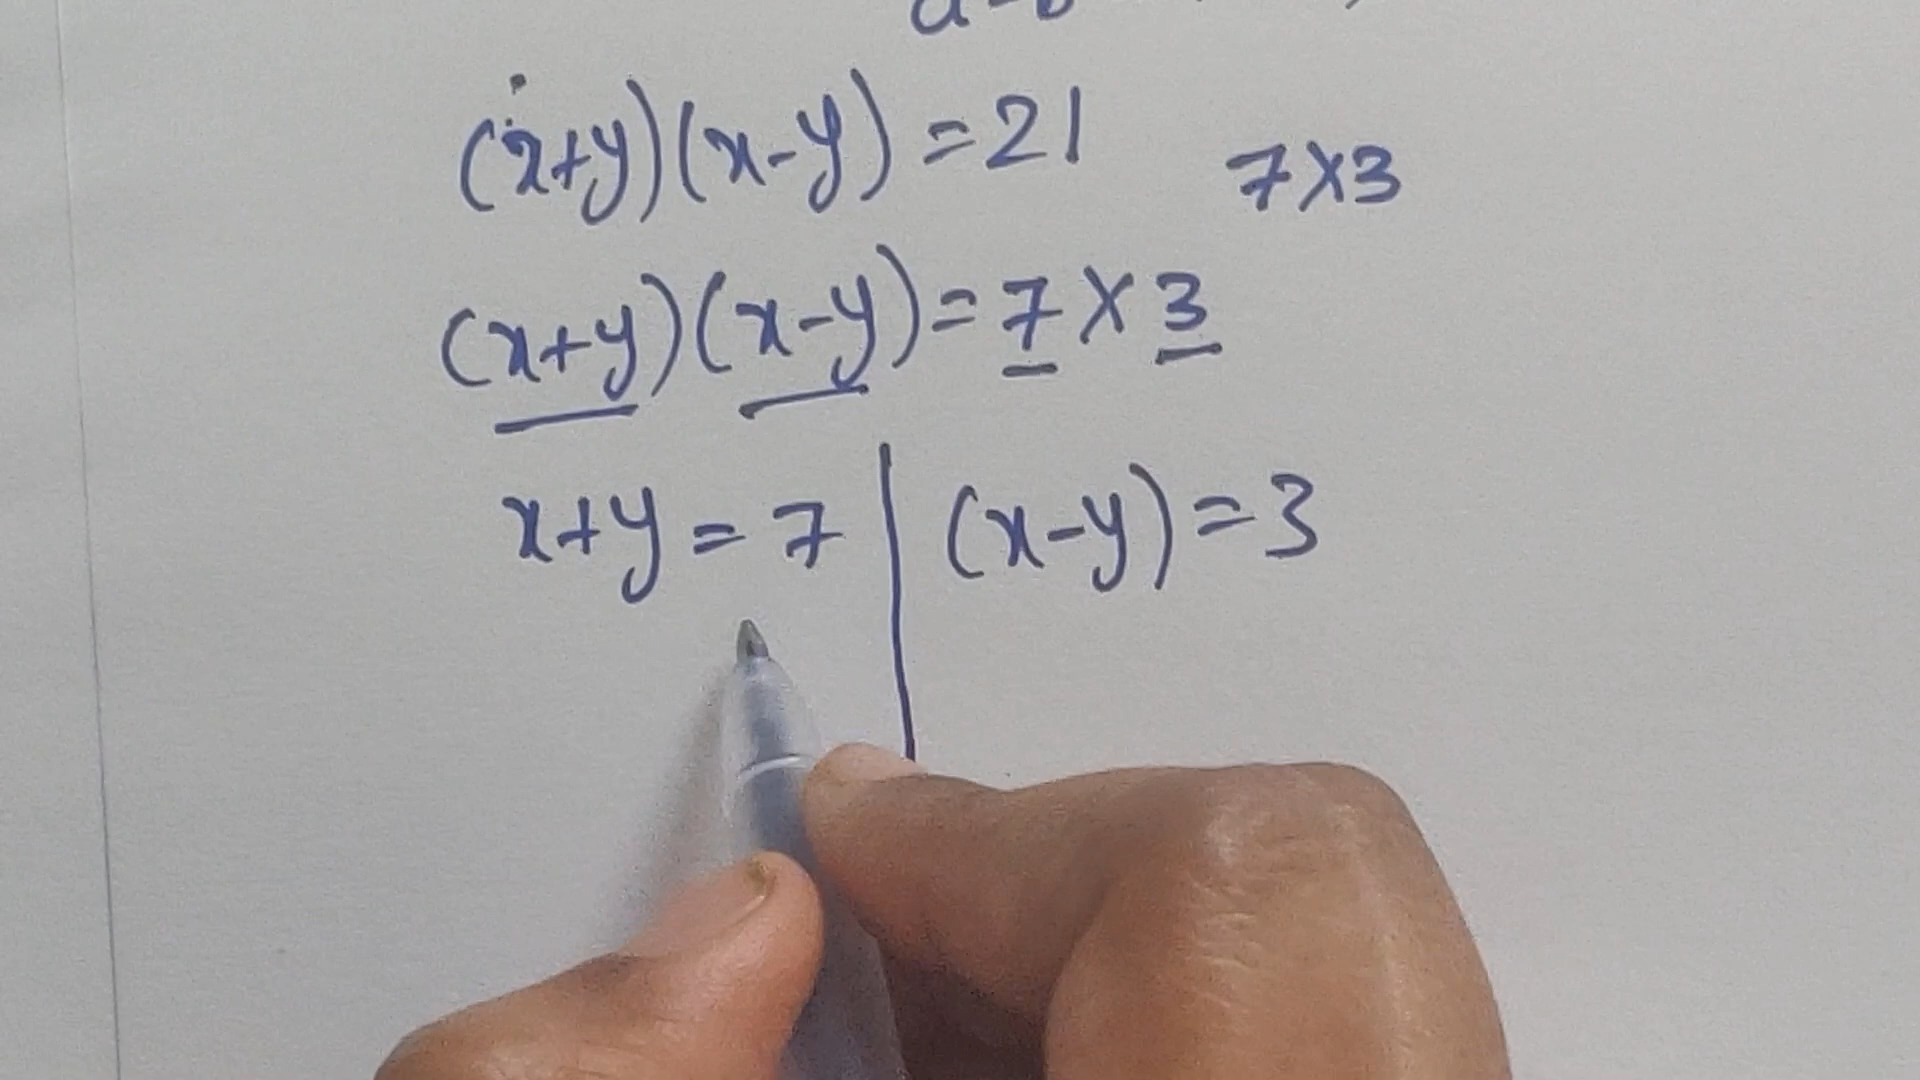 (x+y)(x-y) = 21 7×3
(x+y)(x-y) = 7 × 3
x+y = 7 | (x-y) = 3